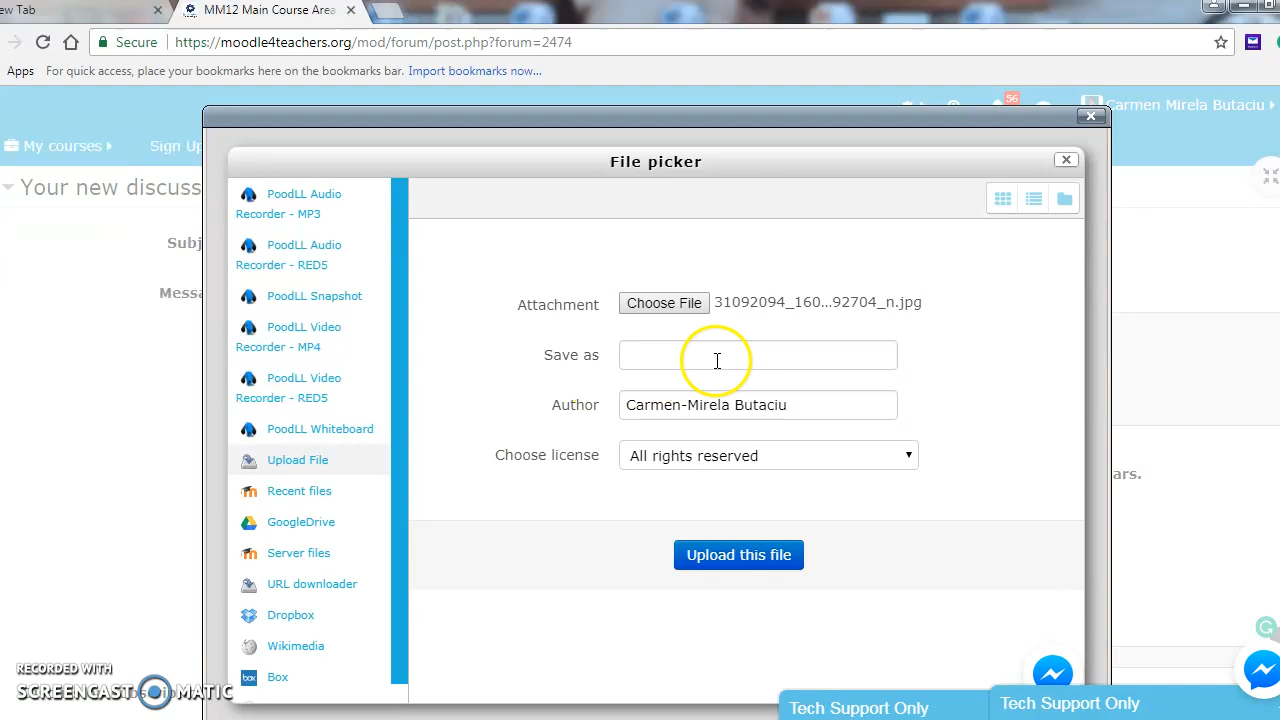 ew Tab
MM12 Main Course Area
Secure
https://moodle4teachers.org/mod/forum/post.php?forum=2474
Apps
For quick access, place your bookmarks here on the bookmarks bar.
Import bookmarks now...
56
Carmen Mirela Butaciu
My courses
Sign Up
Your new discuss
File picker
PoodLL Audio
Recorder - MP3
PoodLL Audio
Recorder - RED5
PoodLL Snapshot
PoodLL Video
Recorder - MP4
PoodLL Video
Recorder - RED5
PoodLL Whiteboard
Upload File
Recent files
GoogleDrive
Server files
URL downloader
Dropbox
Wikimedia
Box
Subj
Messa
Attachment
Choose File
31092094_160...92704_n.jpg
Save as
Author
Carmen-Mirela Butaciu
Choose license
All rights reserved
Upload this file
ars.
RECORDED WITH
SCREENCAST-O-MATIC
Tech Support Only
Tech Support Only